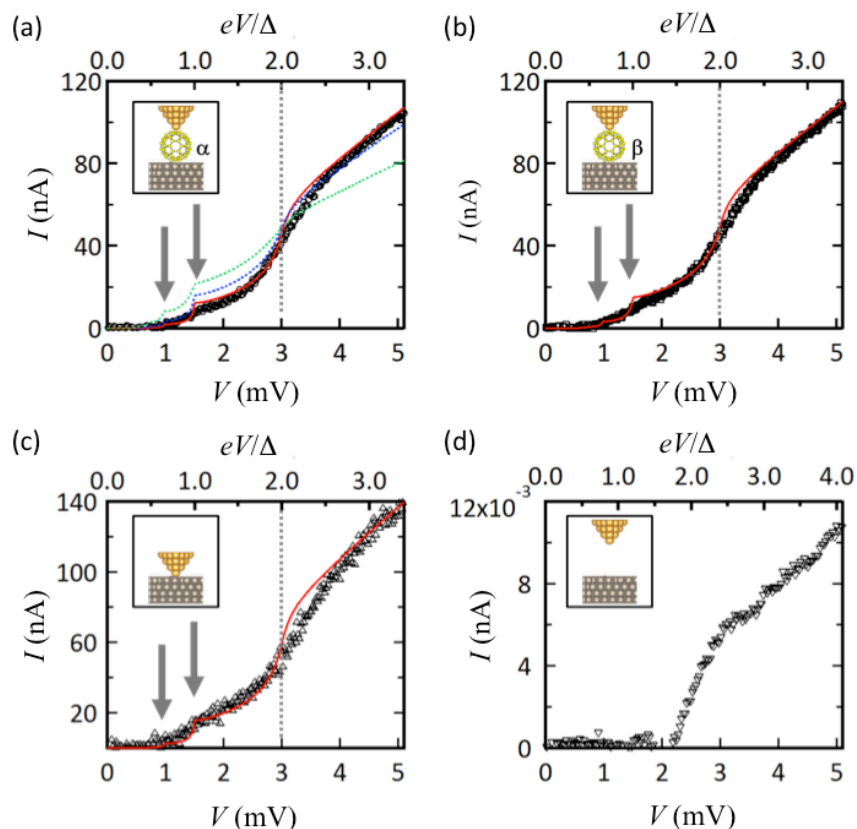 (a)
eV/Δ
0.0 1.0 2.0 3.0
120
80
40
0
I (nA)
α
0 1 2 3 4 5
V (mV)
(b)
eV/Δ
0.0 1.0 2.0 3.0
120
80
40
0
I (nA)
β
0 1 2 3 4 5
V (mV)
(c)
eV/Δ
0.0 1.0 2.0 3.0
140
100
60
20
I (nA)
0 1 2 3 4 5
V (mV)
(d)
eV/Δ
0.0 1.0 2.0 3.0 4.0
12x10⁻³
8
4
0
I (nA)
0 1 2 3 4 5
V (mV)